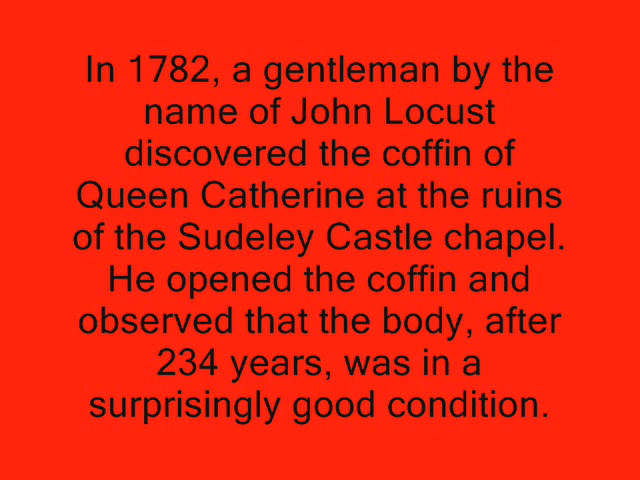 In 1782, a gentleman by the
name of John Locust
discovered the coffin of
Queen Catherine at the ruins
of the Sudeley Castle chapel.
He opened the coffin and
observed that the body, after
234 years, was in a
surprisingly good condition.